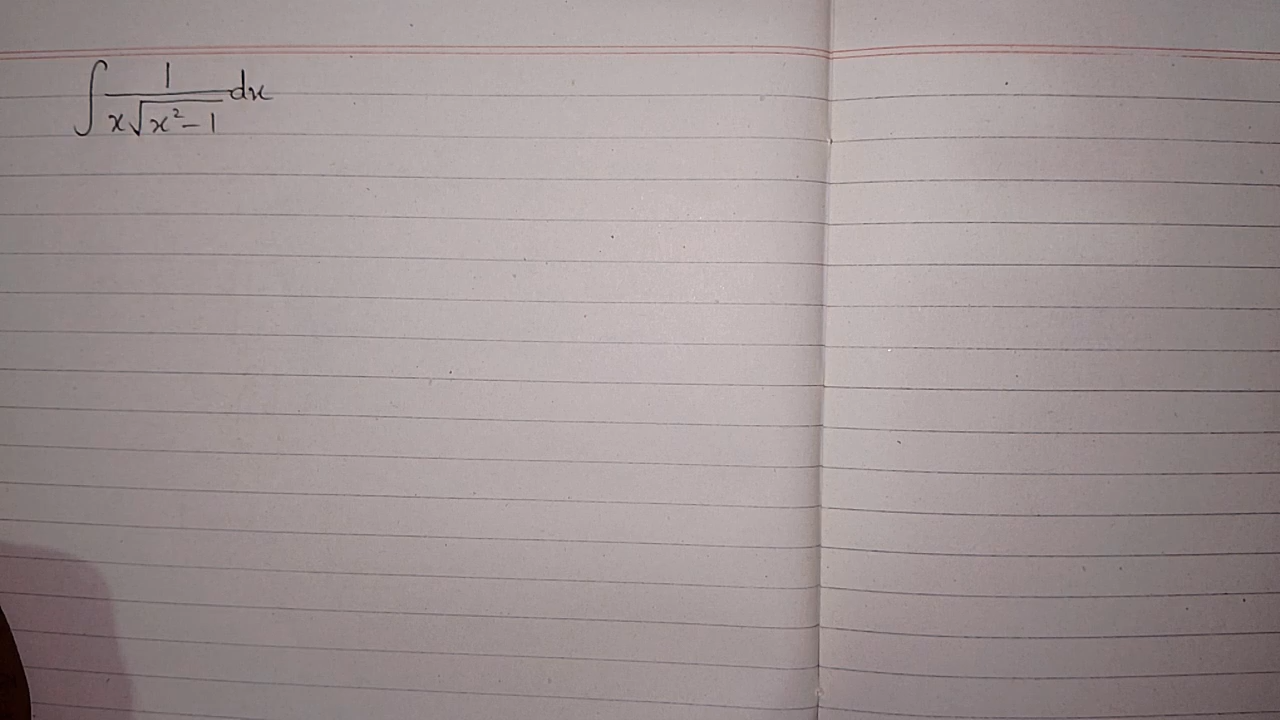 ∫ 1/(x√(x²-1)) dx